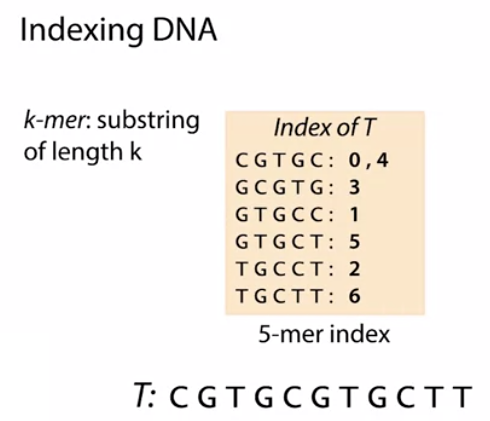 Indexing DNA
k-mer: substring
of length k
Index of T
CGTGC: 0,4
GCGTG: 3
GTGCC: 1
GTGCT: 5
TGCCT: 2
TGCTT: 6
5-mer index
T: CGTGCGTGCTT